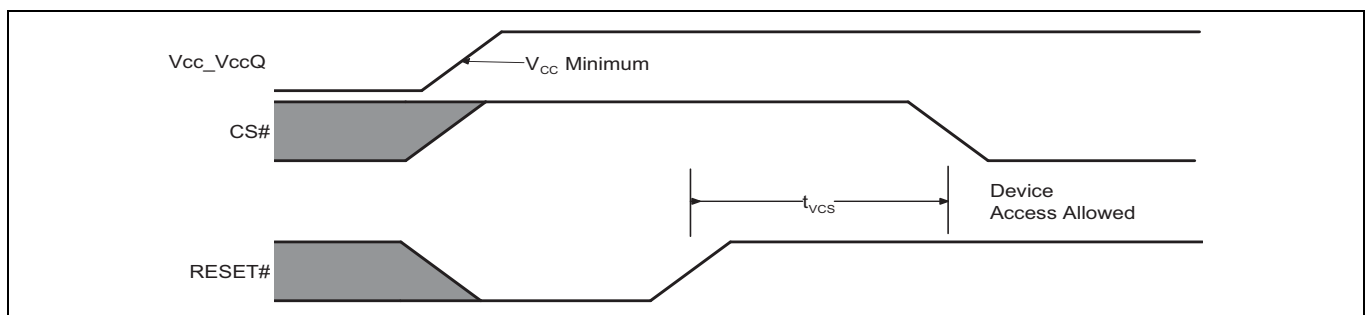 Vcc_VccQ
VCC Minimum
CS#
tVCS
Device
Access Allowed
RESET#